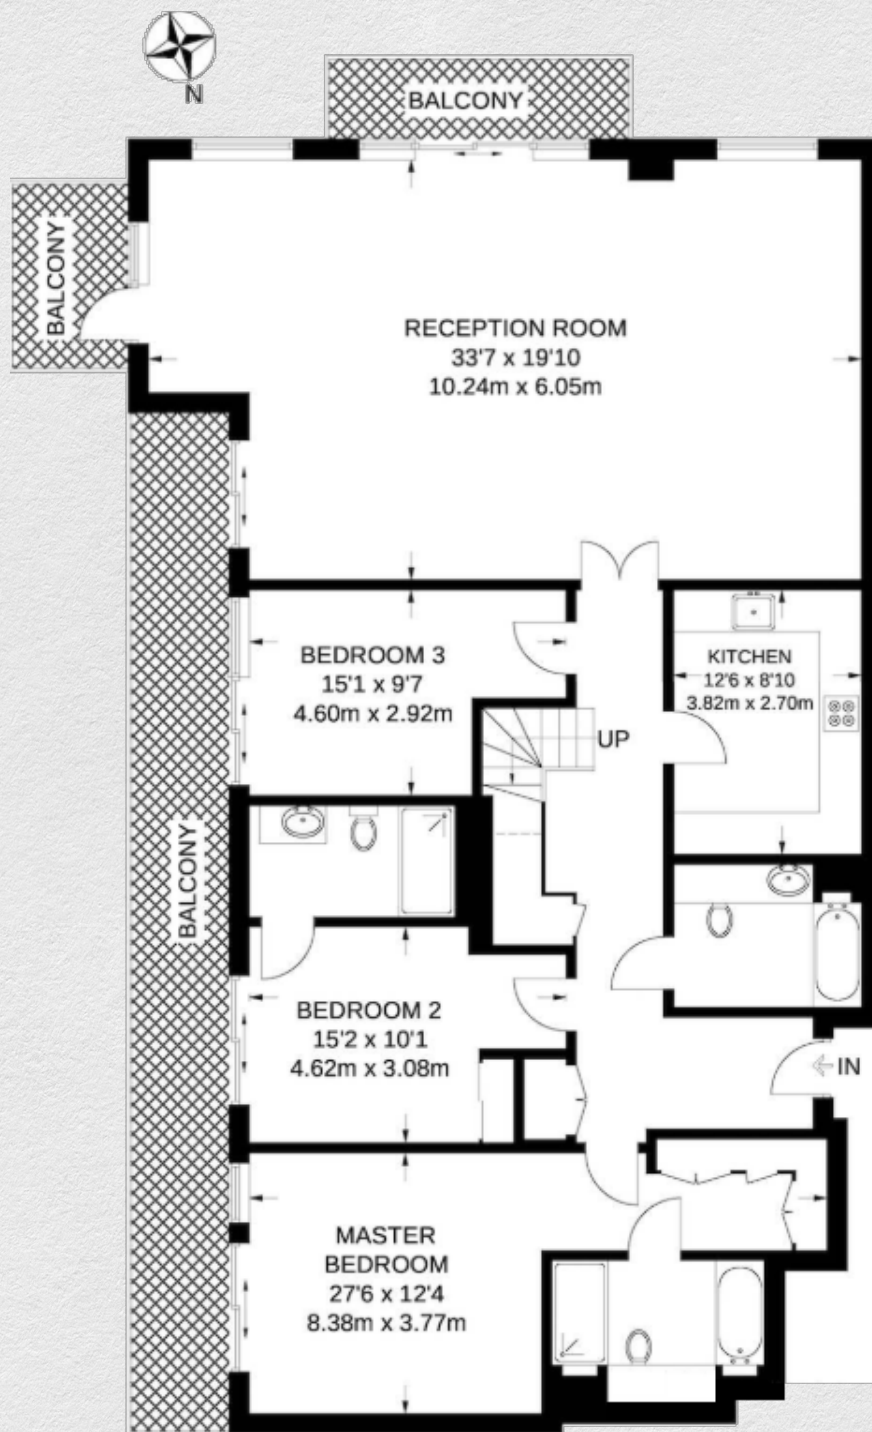 N
BALCONY
BALCONY
RECEPTION ROOM
33'7 x 19'10
10.24m x 6.05m
BEDROOM 3
15'1 x 9'7
4.60m x 2.92m
KITCHEN
12'6 x 8'10
3.82m x 2.70m
UP
BALCONY
BEDROOM 2
15'2 x 10'1
4.62m x 3.08m
IN
MASTER
BEDROOM
27'6 x 12'4
8.38m x 3.77m